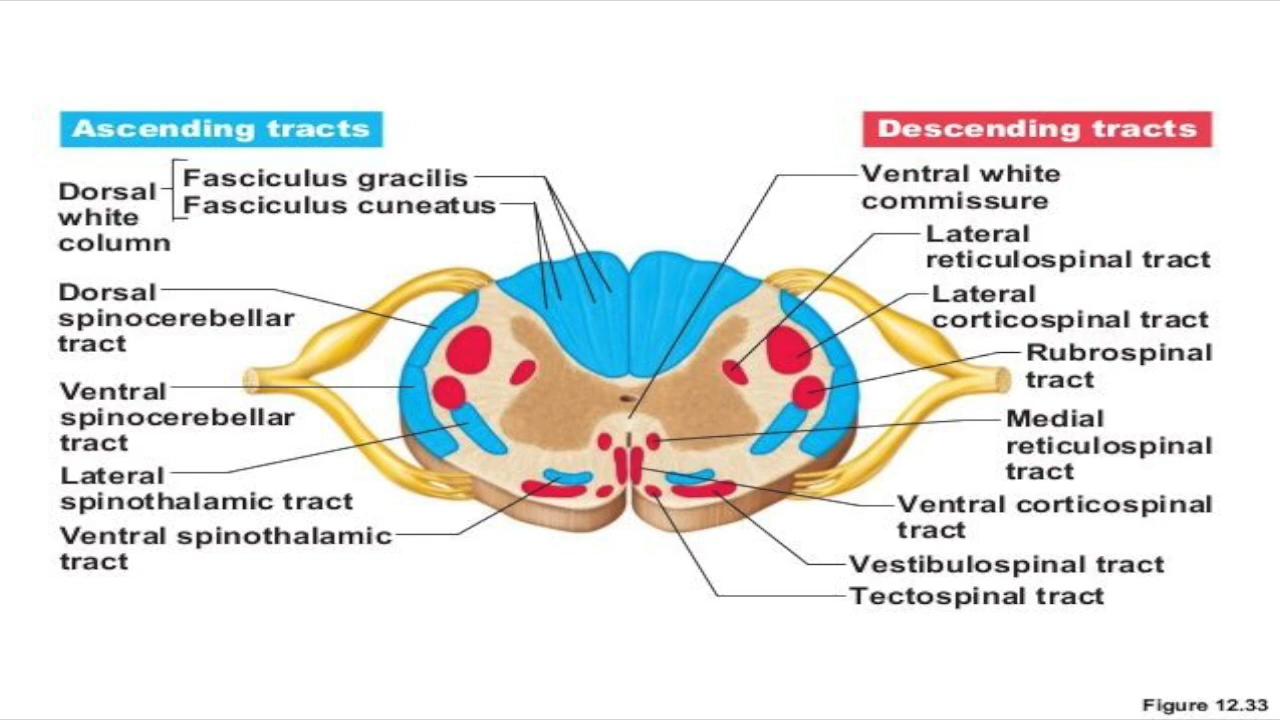 Ascending tracts
Fasciculus gracilis
Fasciculus cuneatus
Dorsal
white
column
Dorsal
spinocerebellar
tract
Ventral
spinocerebellar
tract
Lateral
spinothalamic tract
Ventral spinothalamic
tract
Descending tracts
Ventral white
commissure
Lateral
reticulospinal tract
Lateral
corticospinal tract
Rubrospinal
tract
Medial
reticulospinal
tract
Ventral corticospinal
tract
Vestibulospinal tract
Tectospinal tract
Figure 12.33